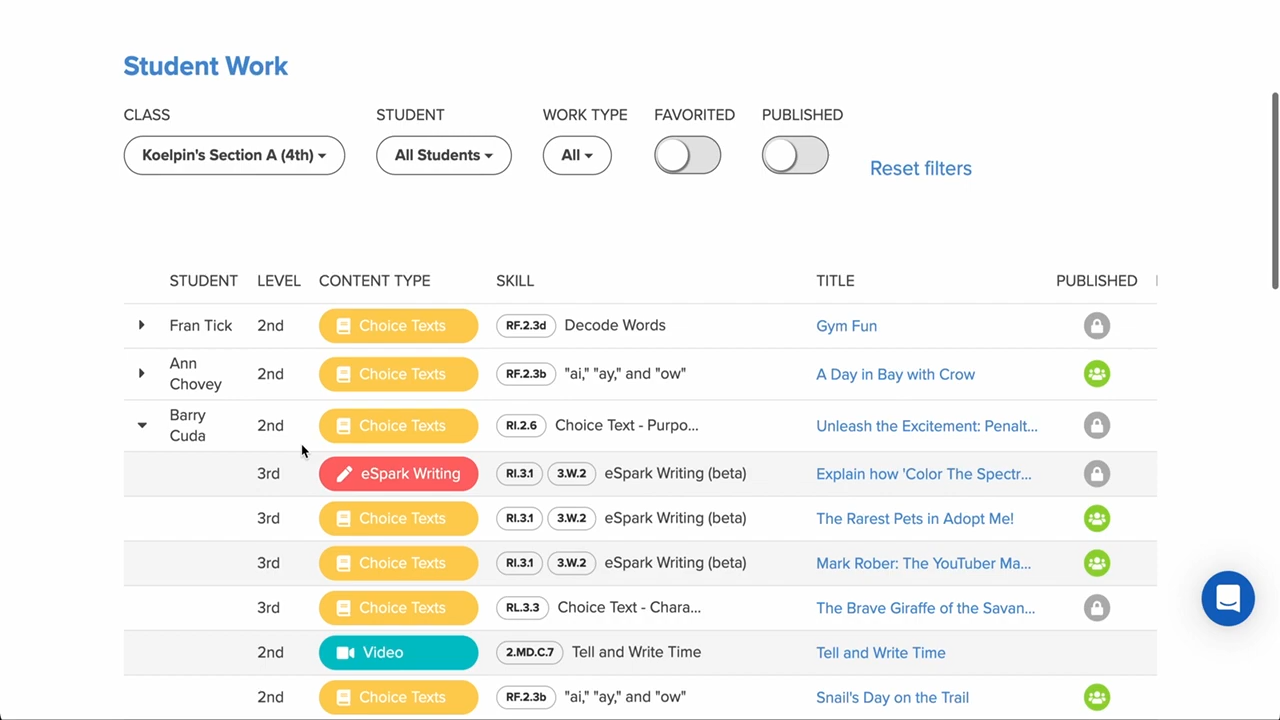 Student Work
CLASS STUDENT WORK TYPE FAVORITED PUBLISHED
Koelpin's Section A (4th) All Students All Reset filters
STUDENT LEVEL CONTENT TYPE SKILL TITLE PUBLISHED
Fran Tick 2nd Choice Texts RF.2.3d Decode Words Gym Fun
Ann Chovey 2nd Choice Texts RF.2.3b "ai," "ay," and "ow" A Day in Bay with Crow
Barry Cuda 2nd Choice Texts RI.2.6 Choice Text - Purpo... Unleash the Excitement: Penalt...
3rd eSpark Writing RI.3.1 3.W.2 eSpark Writing (beta) Explain how 'Color The Spectr...
3rd Choice Texts RI.3.1 3.W.2 eSpark Writing (beta) The Rarest Pets in Adopt Me!
3rd Choice Texts RI.3.1 3.W.2 eSpark Writing (beta) Mark Rober: The YouTuber Ma...
3rd Choice Texts RL.3.3 Choice Text - Chara... The Brave Giraffe of the Savan...
2nd Video 2.MD.C.7 Tell and Write Time Tell and Write Time
2nd Choice Texts RF.2.3b "ai," "ay," and "ow" Snail's Day on the Trail